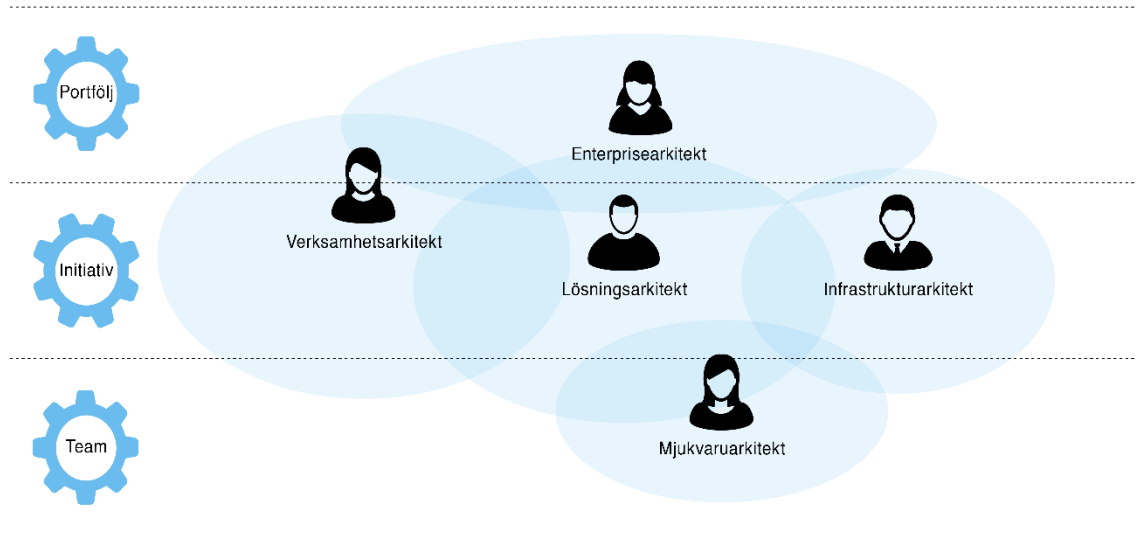 Portfölj
Enterprisearkitekt
Verksamhetsarkitekt
Initiativ
Lösningsarkitekt
Infrastrukturarkitekt
Team
Mjukvaruarkitekt